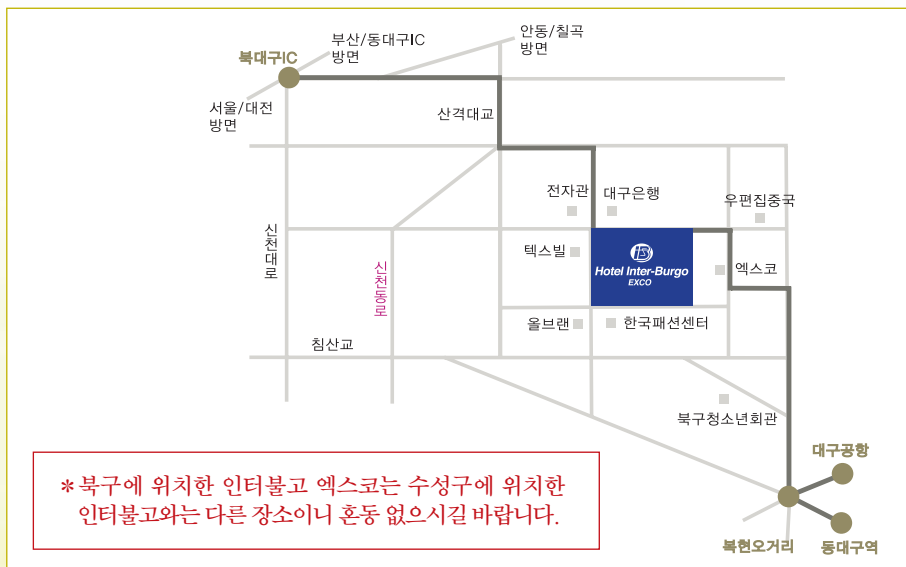 안동/칠곡
방면
부산/동대구IC
방면
북대구IC
서울/대전
방면
산격대교
전자관
대구은행
우편집중국
신천대로
신천동로
텍스빌
Hotel Inter-Burgo
EXCO
엑스코
올브랜
한국패션센터
침산교
북구청소년회관
대구공항
*북구에 위치한 인터불고 엑스코는 수성구에 위치한
인터불고와는 다른 장소이니 혼동 없으시길 바랍니다.
복현오거리
동대구역